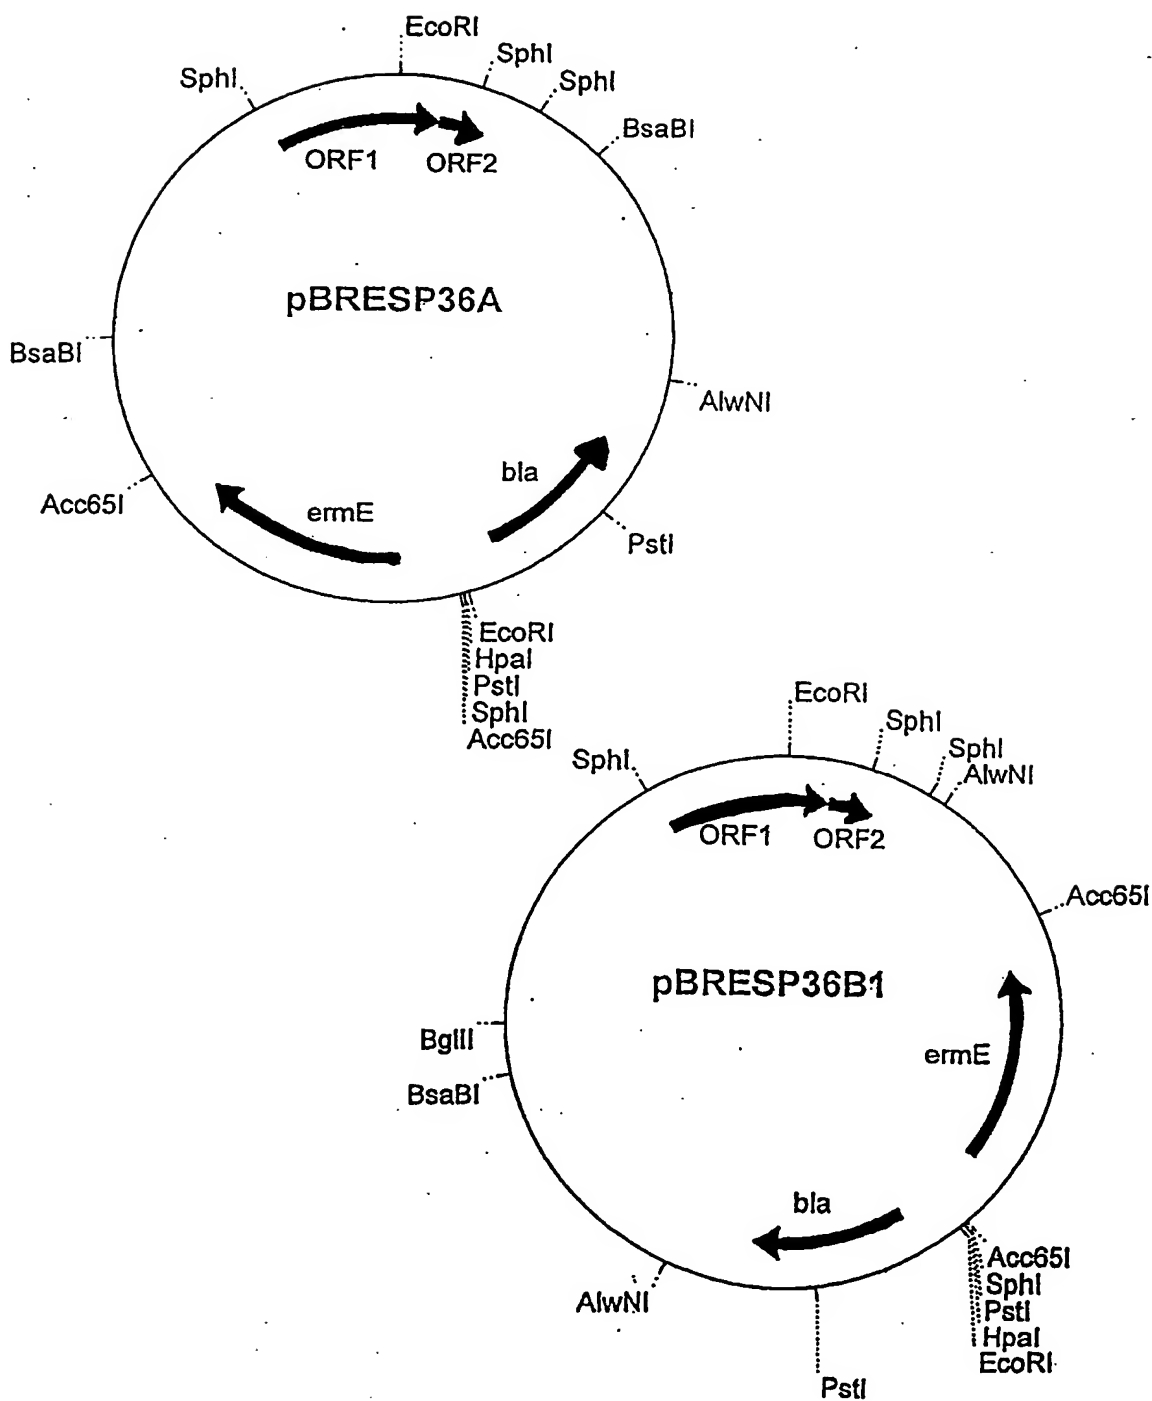 EcoRI
SphI
SphI
SphI
BsaBI
ORF1
ORF2
pBRESP36A
BsaBI
AlwNI
bla
Acc65I
ermE
PstI
EcoRI
HpaI
PstI
SphI
Acc65I
EcoRI
SphI
SphI
SphI
AlwNI
ORF1
ORF2
Acc65I
pBRESP36B1
BglII
ermE
BsaBI
bla
Acc65I
SphI
AlwNI
PstI
HpaI
EcoRI
PstI